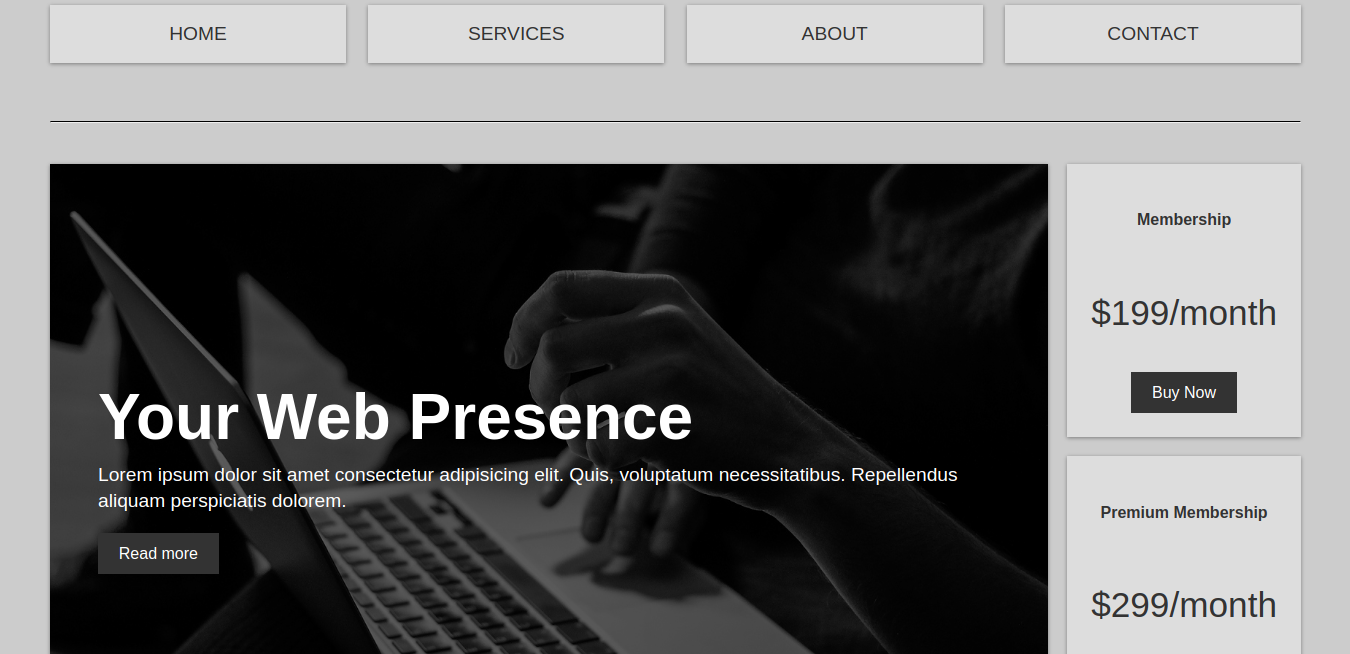 HOME
SERVICES
ABOUT
CONTACT
Your Web Presence
Lorem ipsum dolor sit amet consectetur adipisicing elit. Quis, voluptatum necessitatibus. Repellendus
aliquam perspiciatis dolorem.
Read more
Membership
$199/month
Buy Now
Premium Membership
$299/month